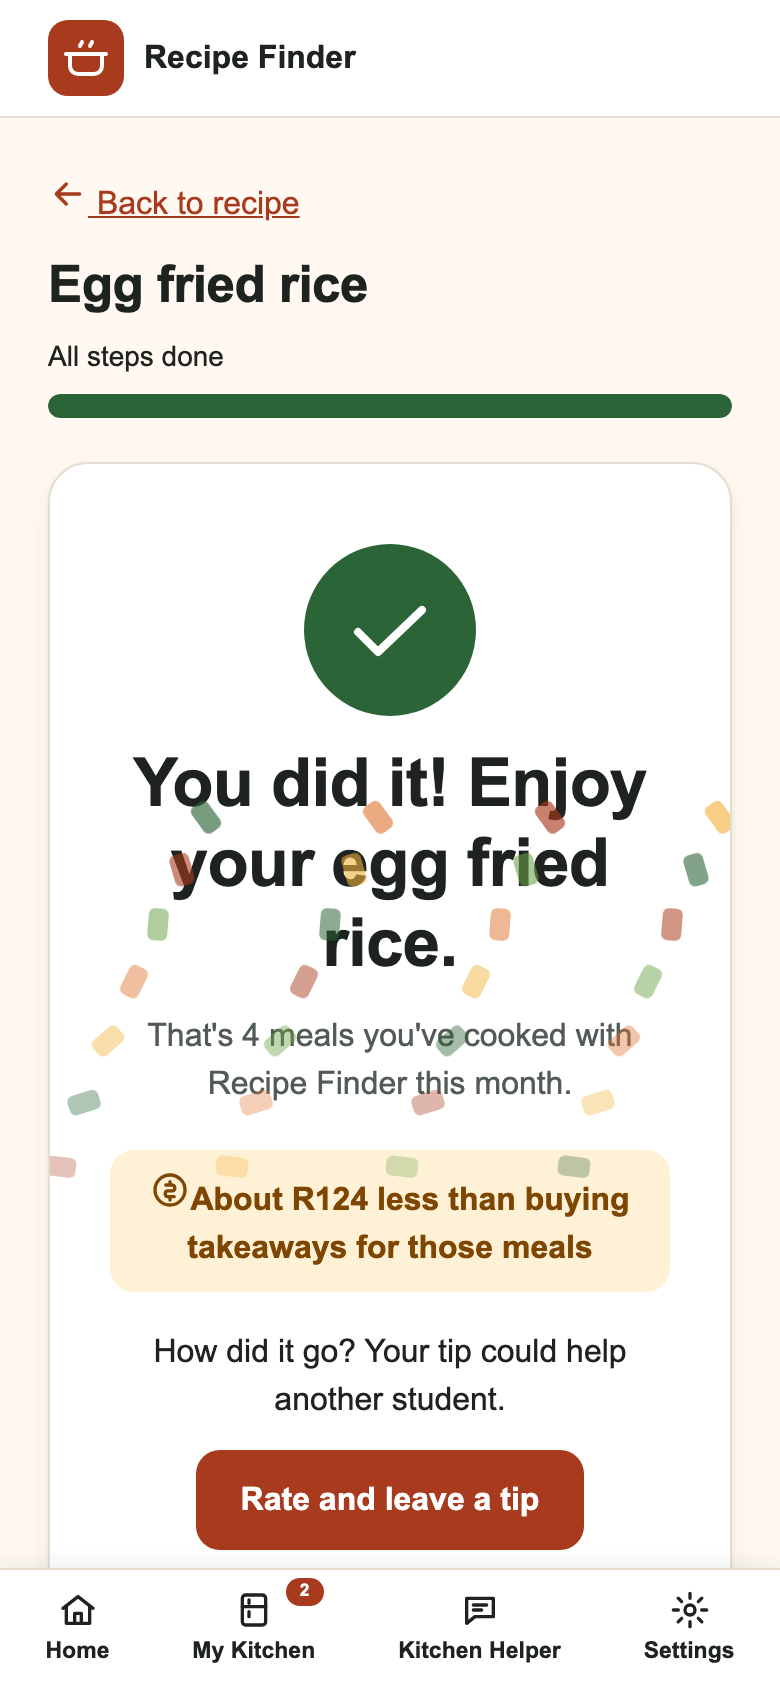 Recipe Finder
Back to recipe
Egg fried rice
All steps done
You did it! Enjoy
your egg fried
rice.
That's 4 meals you've cooked with
Recipe Finder this month.
About R124 less than buying
takeaways for those meals
How did it go? Your tip could help
another student.
Rate and leave a tip
2
Home
My Kitchen
Kitchen Helper
Settings